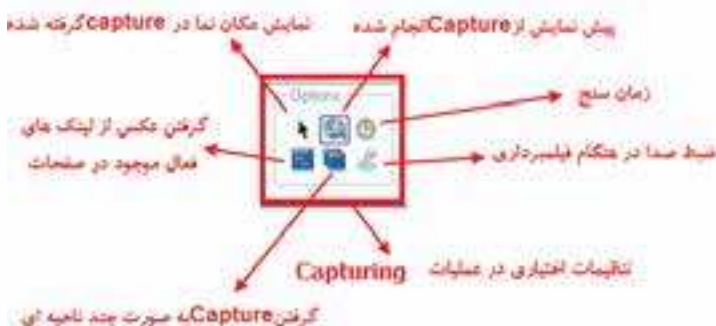 نمایش مکان نما در capture گرفته شده
پیش نمایش از Capture انجام شده
Options
زمان سنج
گرفتن عکس از لینک های
فعال موجود در صفحات
ضبط صدا در هنگام فیلمبرداری
تنظیمات اختیاری در عملیات Capturing
گرفتن Capture به صورت چند ناحیه ای